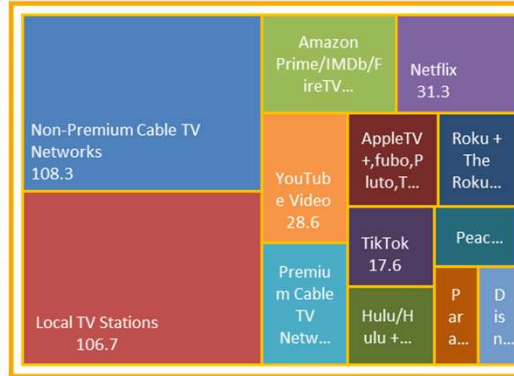 Non-Premium Cable TV
Networks
108.3
Local TV Stations
106.7
Amazon
Prime/IMDb/F
ireTV...
Netflix
31.3
YouTub
e Video
28.6
AppleTV
+,fubo,P
luto,T...
Roku +
The
Roku...
TikTok
17.6
Peac...
Premiu
m Cable
TV
Netw...
Hulu/H
ulu +...
P
ar
a...
D
is
n...